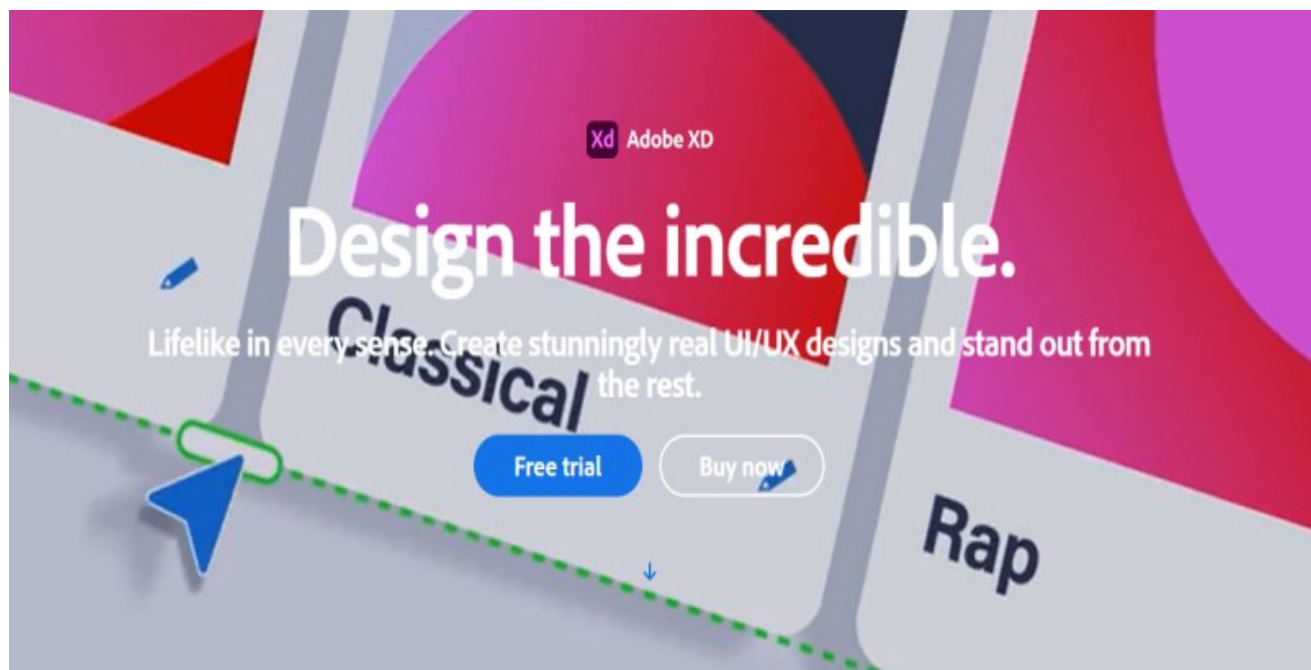 Xd Adobe XD
Design the incredible.
Classical
Lifelike in every sense. Create stunningly real UI/UX designs and stand out from
the rest.
Free trial
Buy now
Rap